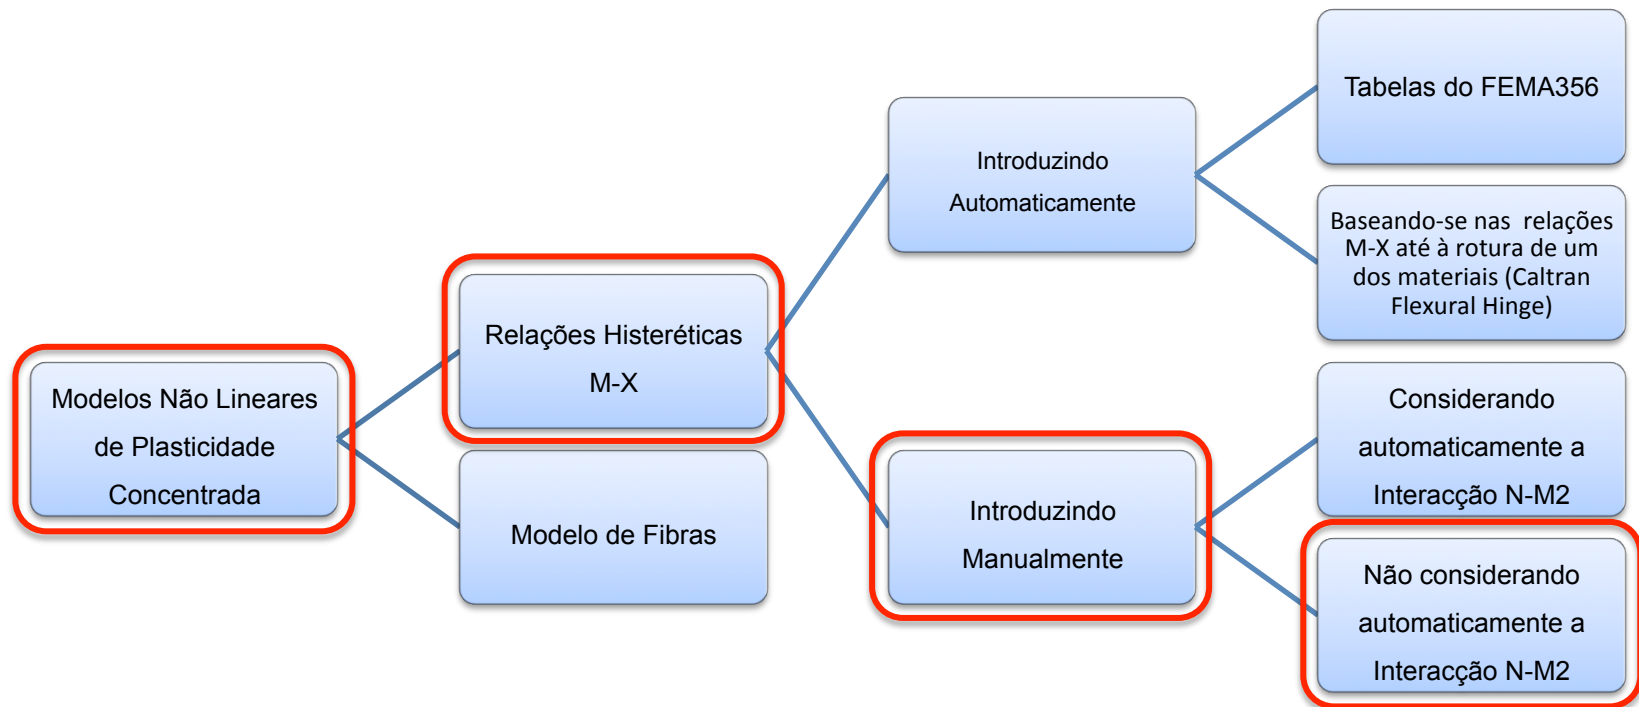 Modelos Não Lineares
de Plasticidade
Concentrada
Relações Histeréticas
M-X
Modelo de Fibras
Introduzindo
Automaticamente
Introduzindo
Manualmente
Tabelas do FEMA356
Baseando-se nas relações
M-X até à rotura de um
dos materiais (Caltran
Flexural Hinge)
Considerando
automaticamente a
Interacção N-M2
Não considerando
automaticamente a
Interacção N-M2